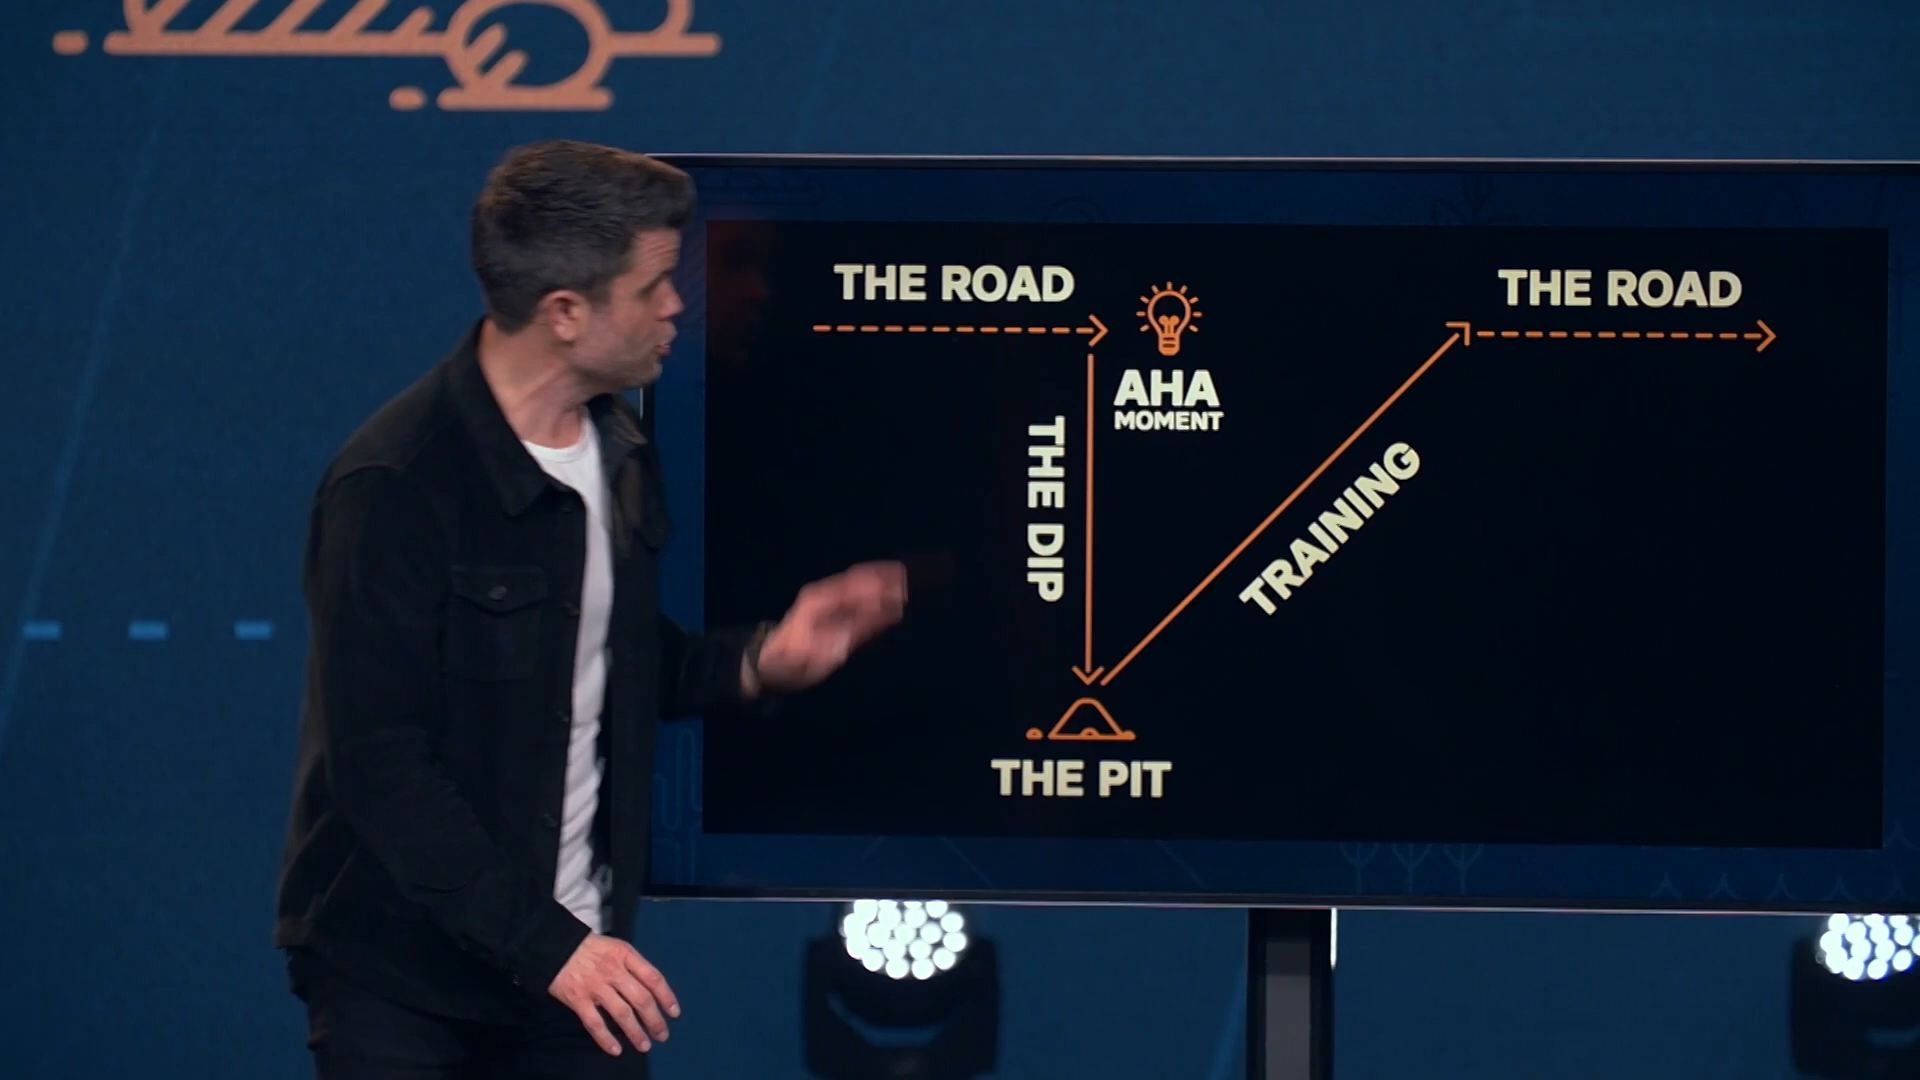 THE ROAD
THE ROAD
AHA
MOMENT
THE DIP
TRAINING
THE PIT